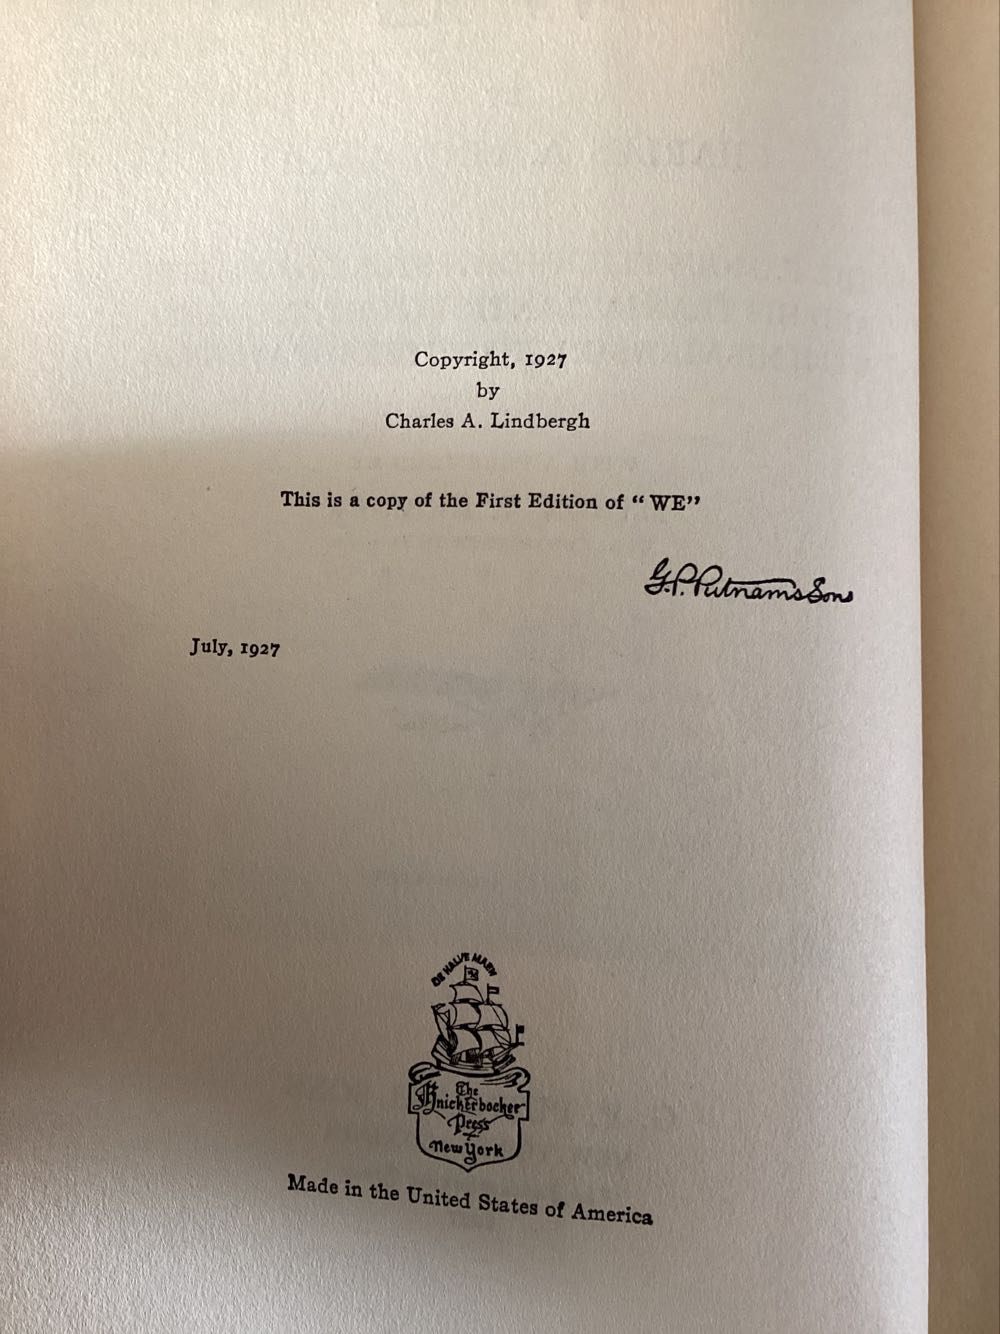 Copyright, 1927
by
Charles A. Lindbergh
This is a copy of the First Edition of “WE”
G.P. Putnam's Sons
July, 1927
DE HALVE MAEN
The
Knickerbocker
Press
New York
Made in the United States of America